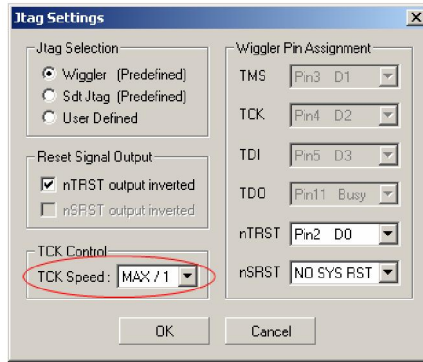 Jtag Settings
Jtag Selection
Wiggler (Predefined)
Sdt Jtag (Predefined)
User Defined
Reset Signal Output
nTRST output inverted
nSRST output inverted
TCK Control
TCK Speed : MAX / 1
Wiggler Pin Assignment
TMS Pin3 D1
TCK Pin4 D2
TDI Pin5 D3
TDO Pin11 Busy
nTRST Pin2 D0
nSRST NO SYS RST
OK Cancel